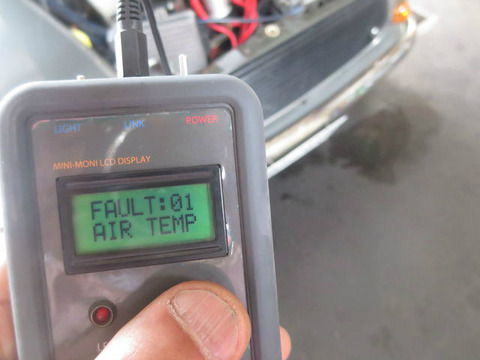 LIGHT LINK POWER
MINI-MONI LCD DISPLAY
FAULT:01
AIR TEMP